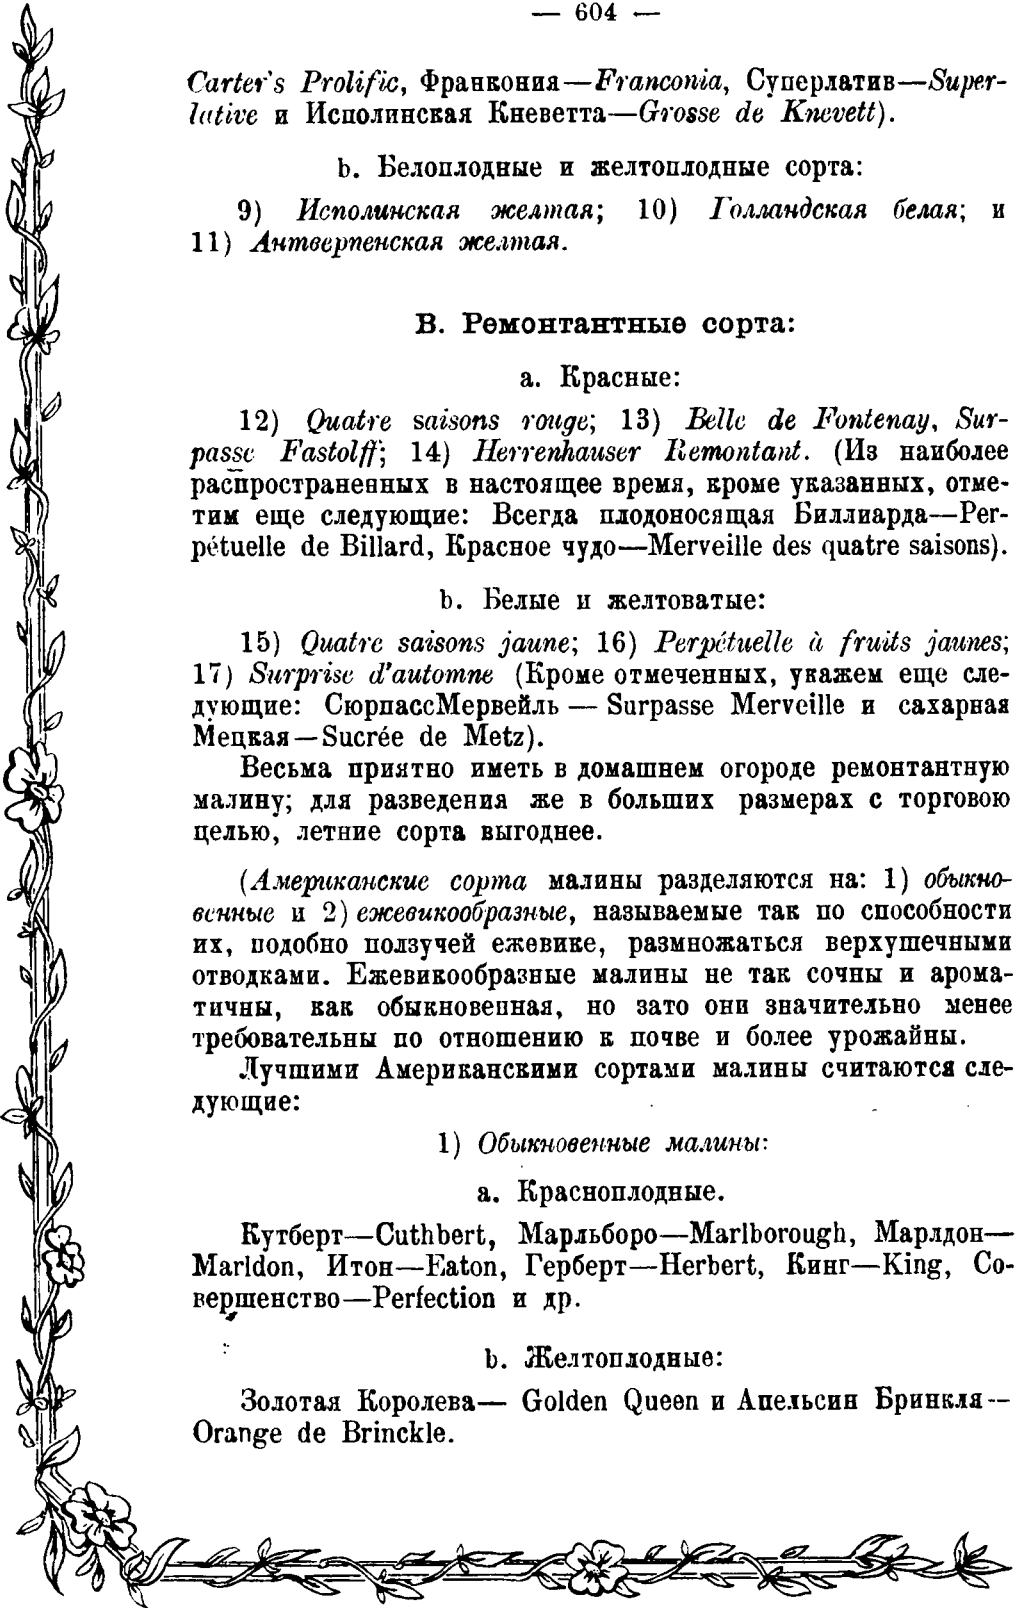 — 604 —
Carter's Prolific, Франкония—Franconia, Суперлатив—Super-
lative и Исполинская Кневетта—Grosse de Knevett).
b. Белоплодные и желтоплодные сорта:
9) Исполинская желтая; 10) Голландская белая; и
11) Антверпенская желтая.
В. Ремонтантные сорта:
а. Красные:
12) Quatre saisons rouge; 13) Belle de Fontenay, Sur-
passe Fastolff; 14) Herrenhauser Remontant. (Из наиболее
распространенных в настоящее время, кроме указанных, отме-
тим еще следующие: Всегда плодоносящая Биллиарда—Per-
pétuelle de Billard, Красное чудо—Merveille des quatre saisons).
b. Белые и желтоватые:
15) Quatre saisons jaune; 16) Perpétuelle à fruits jaunes;
17) Surprise d'automne (Кроме отмеченных, укажем еще сле-
дующие: СюрпассМервейль — Surpasse Merveille и сахарная
Мецкая—Sucrée de Metz).
Весьма приятно иметь в домашнем огороде ремонтантную
малину; для разведения же в больших размерах с торговою
целью, летние сорта выгоднее.
(Американские сорта малины разделяются на: 1) обыкно-
венные и 2) ежевикообразные, называемые так по способности
их, подобно ползучей ежевике, размножаться верхушечными
отводками. Ежевикообразные малины не так сочны и арома-
тичны, как обыкновенная, но зато они значительно менее
требовательны по отношению к почве и более урожайны.
Лучшими Американскими сортами малины считаются сле-
дующие:
1) Обыкновенные малины:
а. Красноплодные.
Кутберт—Cuthbert, Марльборо—Marlborough, Марлдон—
Marldon, Итон—Eaton, Герберт—Herbert, Кинг—King, Со-
вершенство—Perfection и др.
b. Желтоплодные:
Золотая Королева— Golden Queen и Апельсин Бринкля—
Orange de Brinckle.